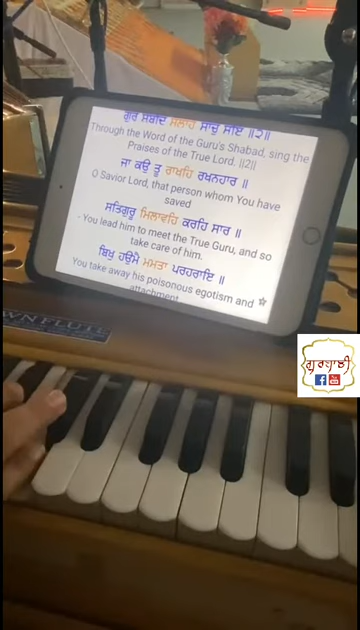 ਗੁਰ ਸਬਦਿ ਸਲਾਹੇ ਸਾਚੁ ਸੋਇ ॥੨॥
Through the Word of the Guru's Shabad, sing the
Praises of the True Lord. ||2||
ਜਾ ਕਉ ਤੂ ਰਾਖਹਿ ਰਖਨਹਾਰ ॥
O Savior Lord, that person whom You have
saved
ਸਤਿਗੁਰੂ ਮਿਲਾਵਹਿ ਕਰਹਿ ਸਾਰ ॥
- You lead him to meet the True Guru, and so
take care of him.
ਬਿਖੁ ਹਉਮੈ ਮਮਤਾ ਪਰਹਰਾਇ ॥
You take away his poisonous egotism and
attachment
ਗੁਰਬਾਣੀ